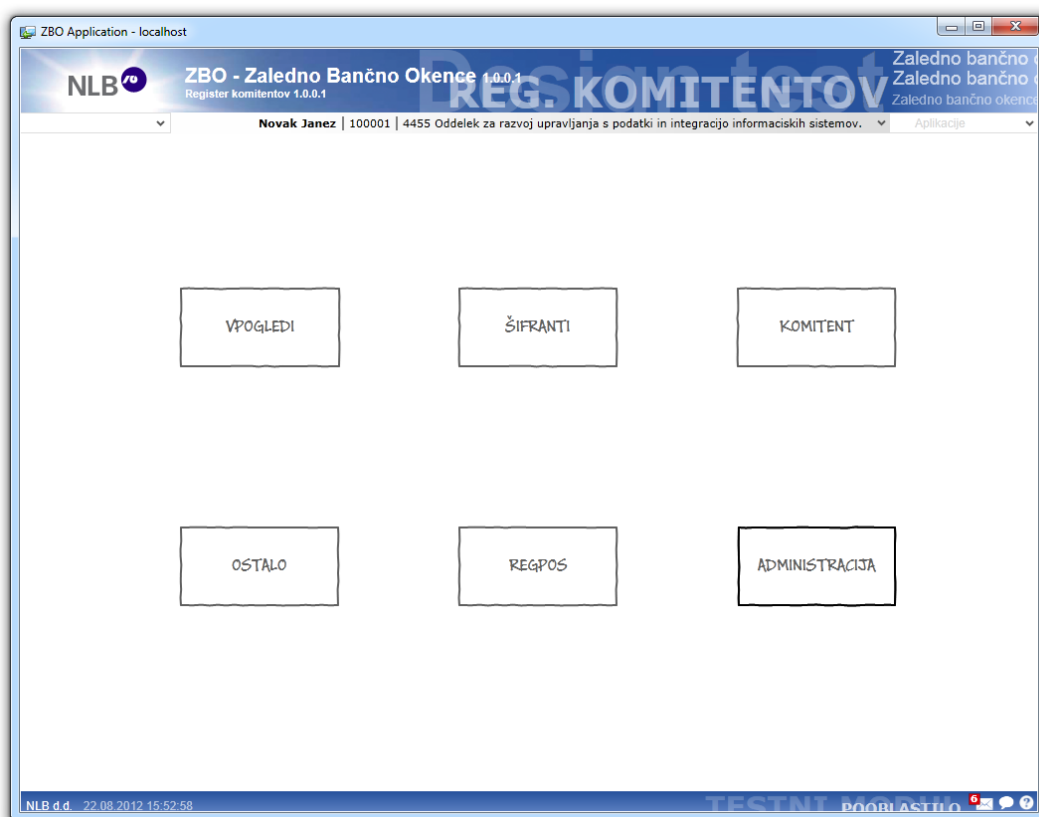 ZBO Application - localhost
NLB
ZBO - Zaledno Bančno Okence 1.0.0.1
Register komitentov 1.0.0.1
Design test
REG. KOMITENTOV
Zaledno bančno
Zaledno bančno
Zaledno bančno okence
Novak Janez | 100001 | 4455 Oddelek za razvoj upravljanja s podatki in integracijo informaciskih sistemov.
Aplikacije
VPOGLEDI
ŠIFRANTI
KOMITENT
OSTALO
REGPOS
ADMINISTRACIJA
NLB d.d. 22.08.2012 15:52:58
TESTNI MODUL
POOBLASTILO
6